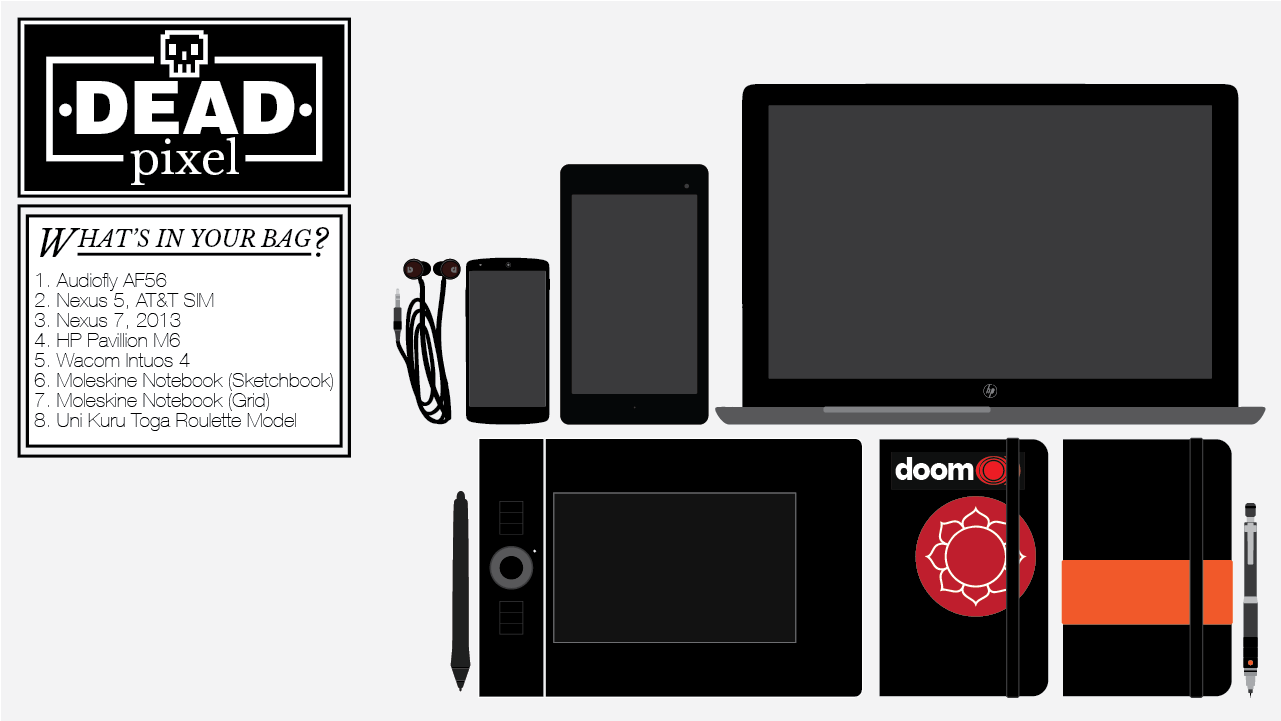 DEAD
pixel
WHAT'S IN YOUR BAG?
1. Audiofly AF56
2. Nexus 5, AT&T SIM
3. Nexus 7, 2013
4. HP Pavillion M6
5. Wacom Intuos 4
6. Moleskine Notebook (Sketchbook)
7. Moleskine Notebook (Grid)
8. Uni Kuru Toga Roulette Model
hp
doom